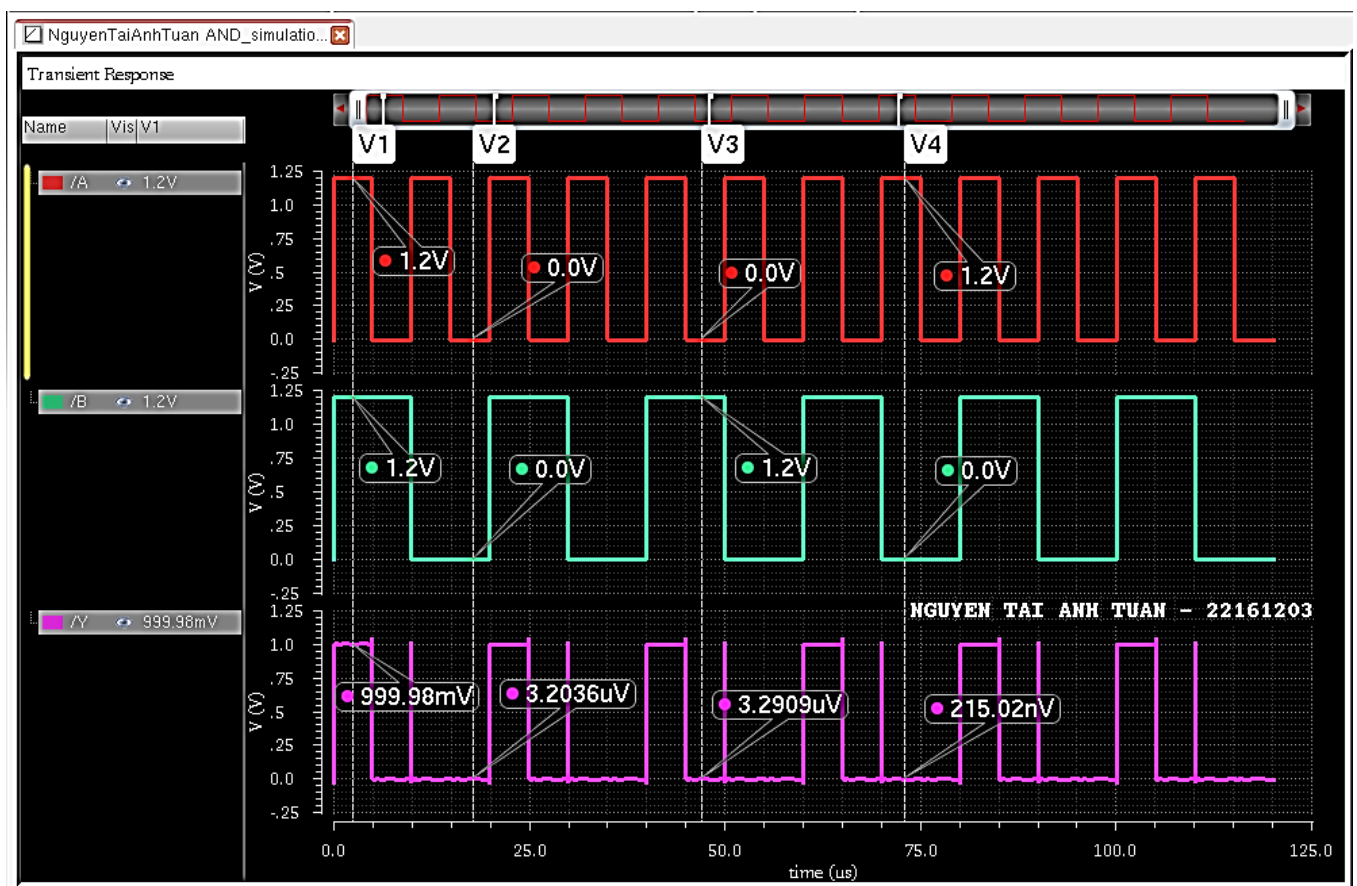 NguyenTaiAnhTuan AND_simulatio...
Transient Response
Name Vis V1
V1 V2 V3 V4
/A 1.2V
1.25
1.0
.75
.5
.25
0.0
-.25
V (V)
1.2V 0.0V 0.0V 1.2V
/B 1.2V
1.25
1.0
.75
.5
.25
0.0
-.25
V (V)
1.2V 0.0V 1.2V 0.0V
NGUYEN TAI ANH TUAN - 22161203
/Y 999.98mV
1.25
1.0
.75
.5
.25
0.0
-.25
V (V)
999.98mV 3.2036uV 3.2909uV 215.02nV
0.0 25.0 50.0 75.0 100.0 125.0
time (us)